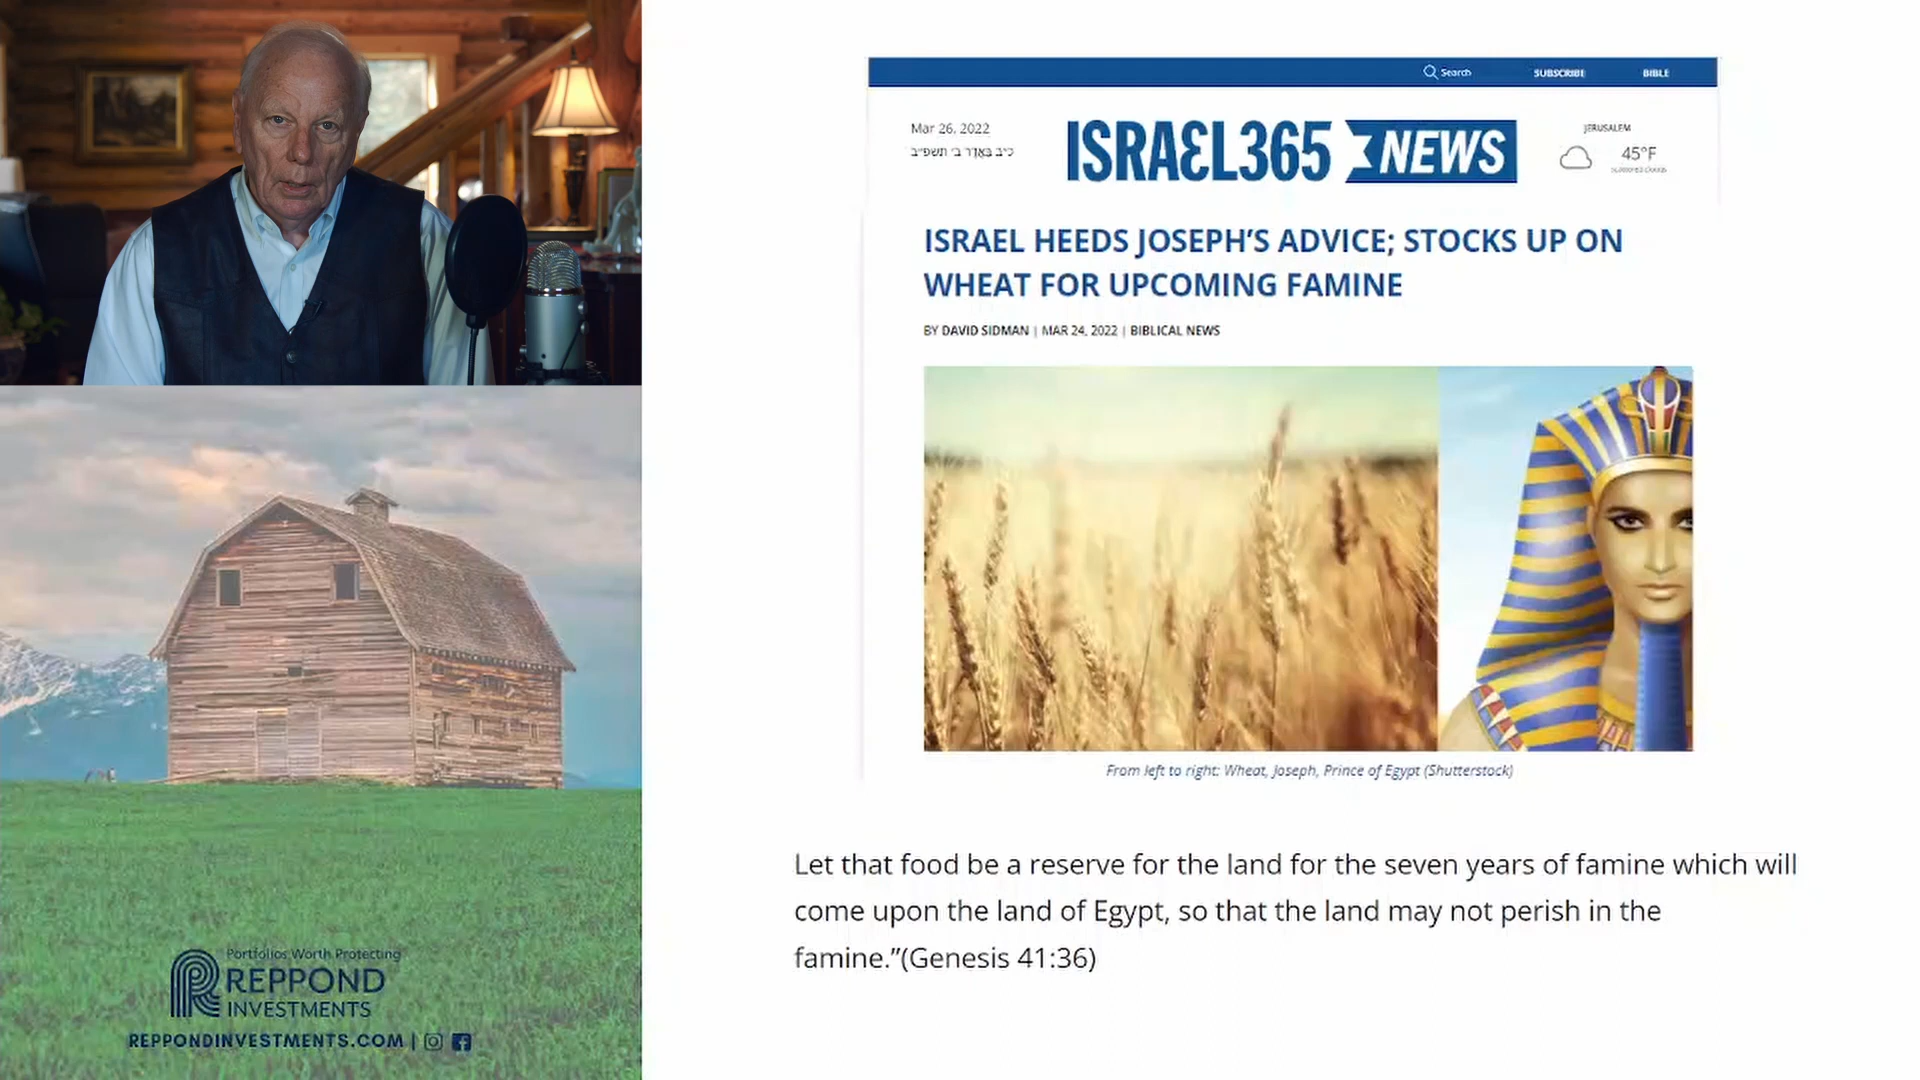 Search
SUBSCRIBE
BIBLE
Mar 26, 2022
כ״ב בַּאֲדָר ב׳ תשפ״ב
ISRAƐL365 NEWS
JERUSALEM
45°F
ISRAEL HEEDS JOSEPH’S ADVICE; STOCKS UP ON
WHEAT FOR UPCOMING FAMINE
BY DAVID SIDMAN | MAR 24, 2022 | BIBLICAL NEWS
From left to right: Wheat, Joseph, Prince of Egypt (Shutterstock)
Let that food be a reserve for the land for the seven years of famine which will
come upon the land of Egypt, so that the land may not perish in the
famine.”(Genesis 41:36)
Portfolios Worth Protecting
REPPOND
INVESTMENTS
REPPONDINVESTMENTS.COM |